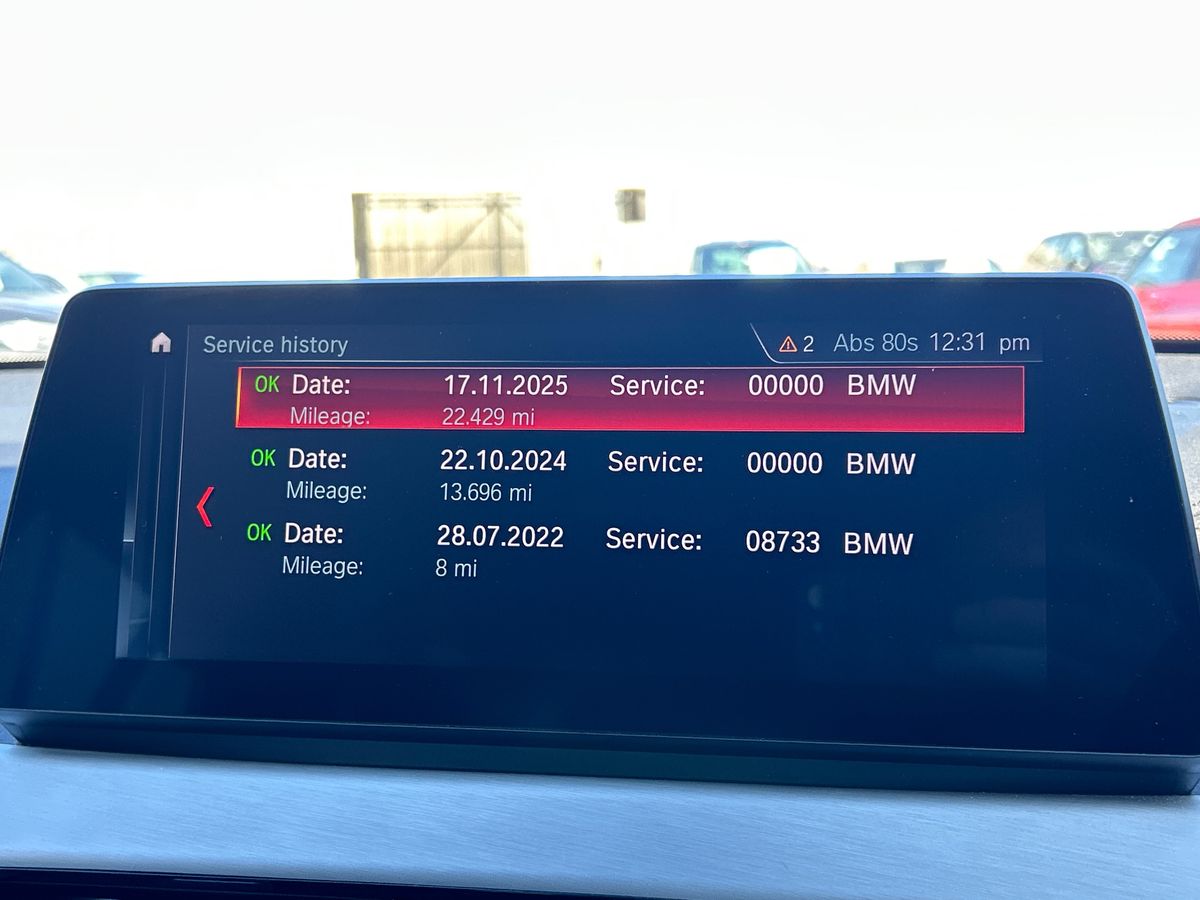 Service history 2 Abs 80s 12:31 pm
OK Date: 17.11.2025 Service: 00000 BMW
Mileage: 22.429 mi
OK Date: 22.10.2024 Service: 00000 BMW
Mileage: 13.696 mi
OK Date: 28.07.2022 Service: 08733 BMW
Mileage: 8 mi